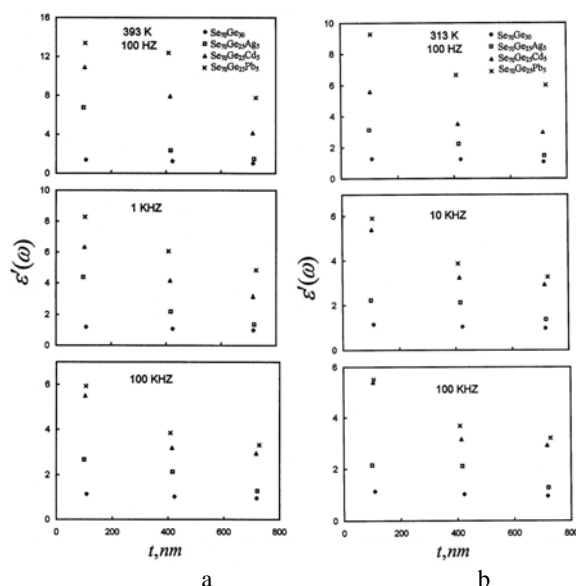 393 K
100 HZ
Se₇₀Ge₃₀
Se₇₀Ge₂₅Ag₅
Se₇₀Ge₂₅Cd₅
Se₇₀Ge₂₅Pb₅
16
12
8
4
0
1 KHZ
10
8
6
4
2
0
ε'(ω)
100 KHZ
6
4
2
0
0 200 400 600 800
t,nm
a
313 K
100 HZ
Se₇₀Ge₃₀
Se₇₀Ge₂₅Ag₅
Se₇₀Ge₂₅Cd₅
Se₇₀Ge₂₅Pb₅
10
8
6
4
2
0
10 KHZ
6
4
2
0
ε'(ω)
100 KHZ
6
4
2
0
0 200 400 600 800
t,nm
b